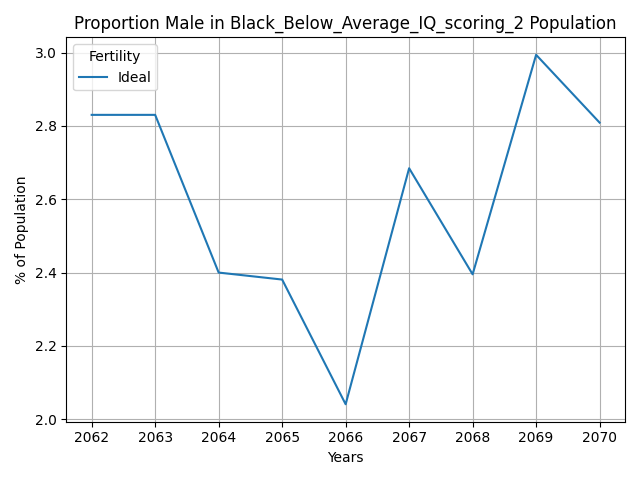 Proportion Male in Black_Below_Average_IQ_scoring_2 Population
Fertility
Ideal
% of Population
3.0
2.8
2.6
2.4
2.2
2.0
2062 2063 2064 2065 2066 2067 2068 2069 2070
Years